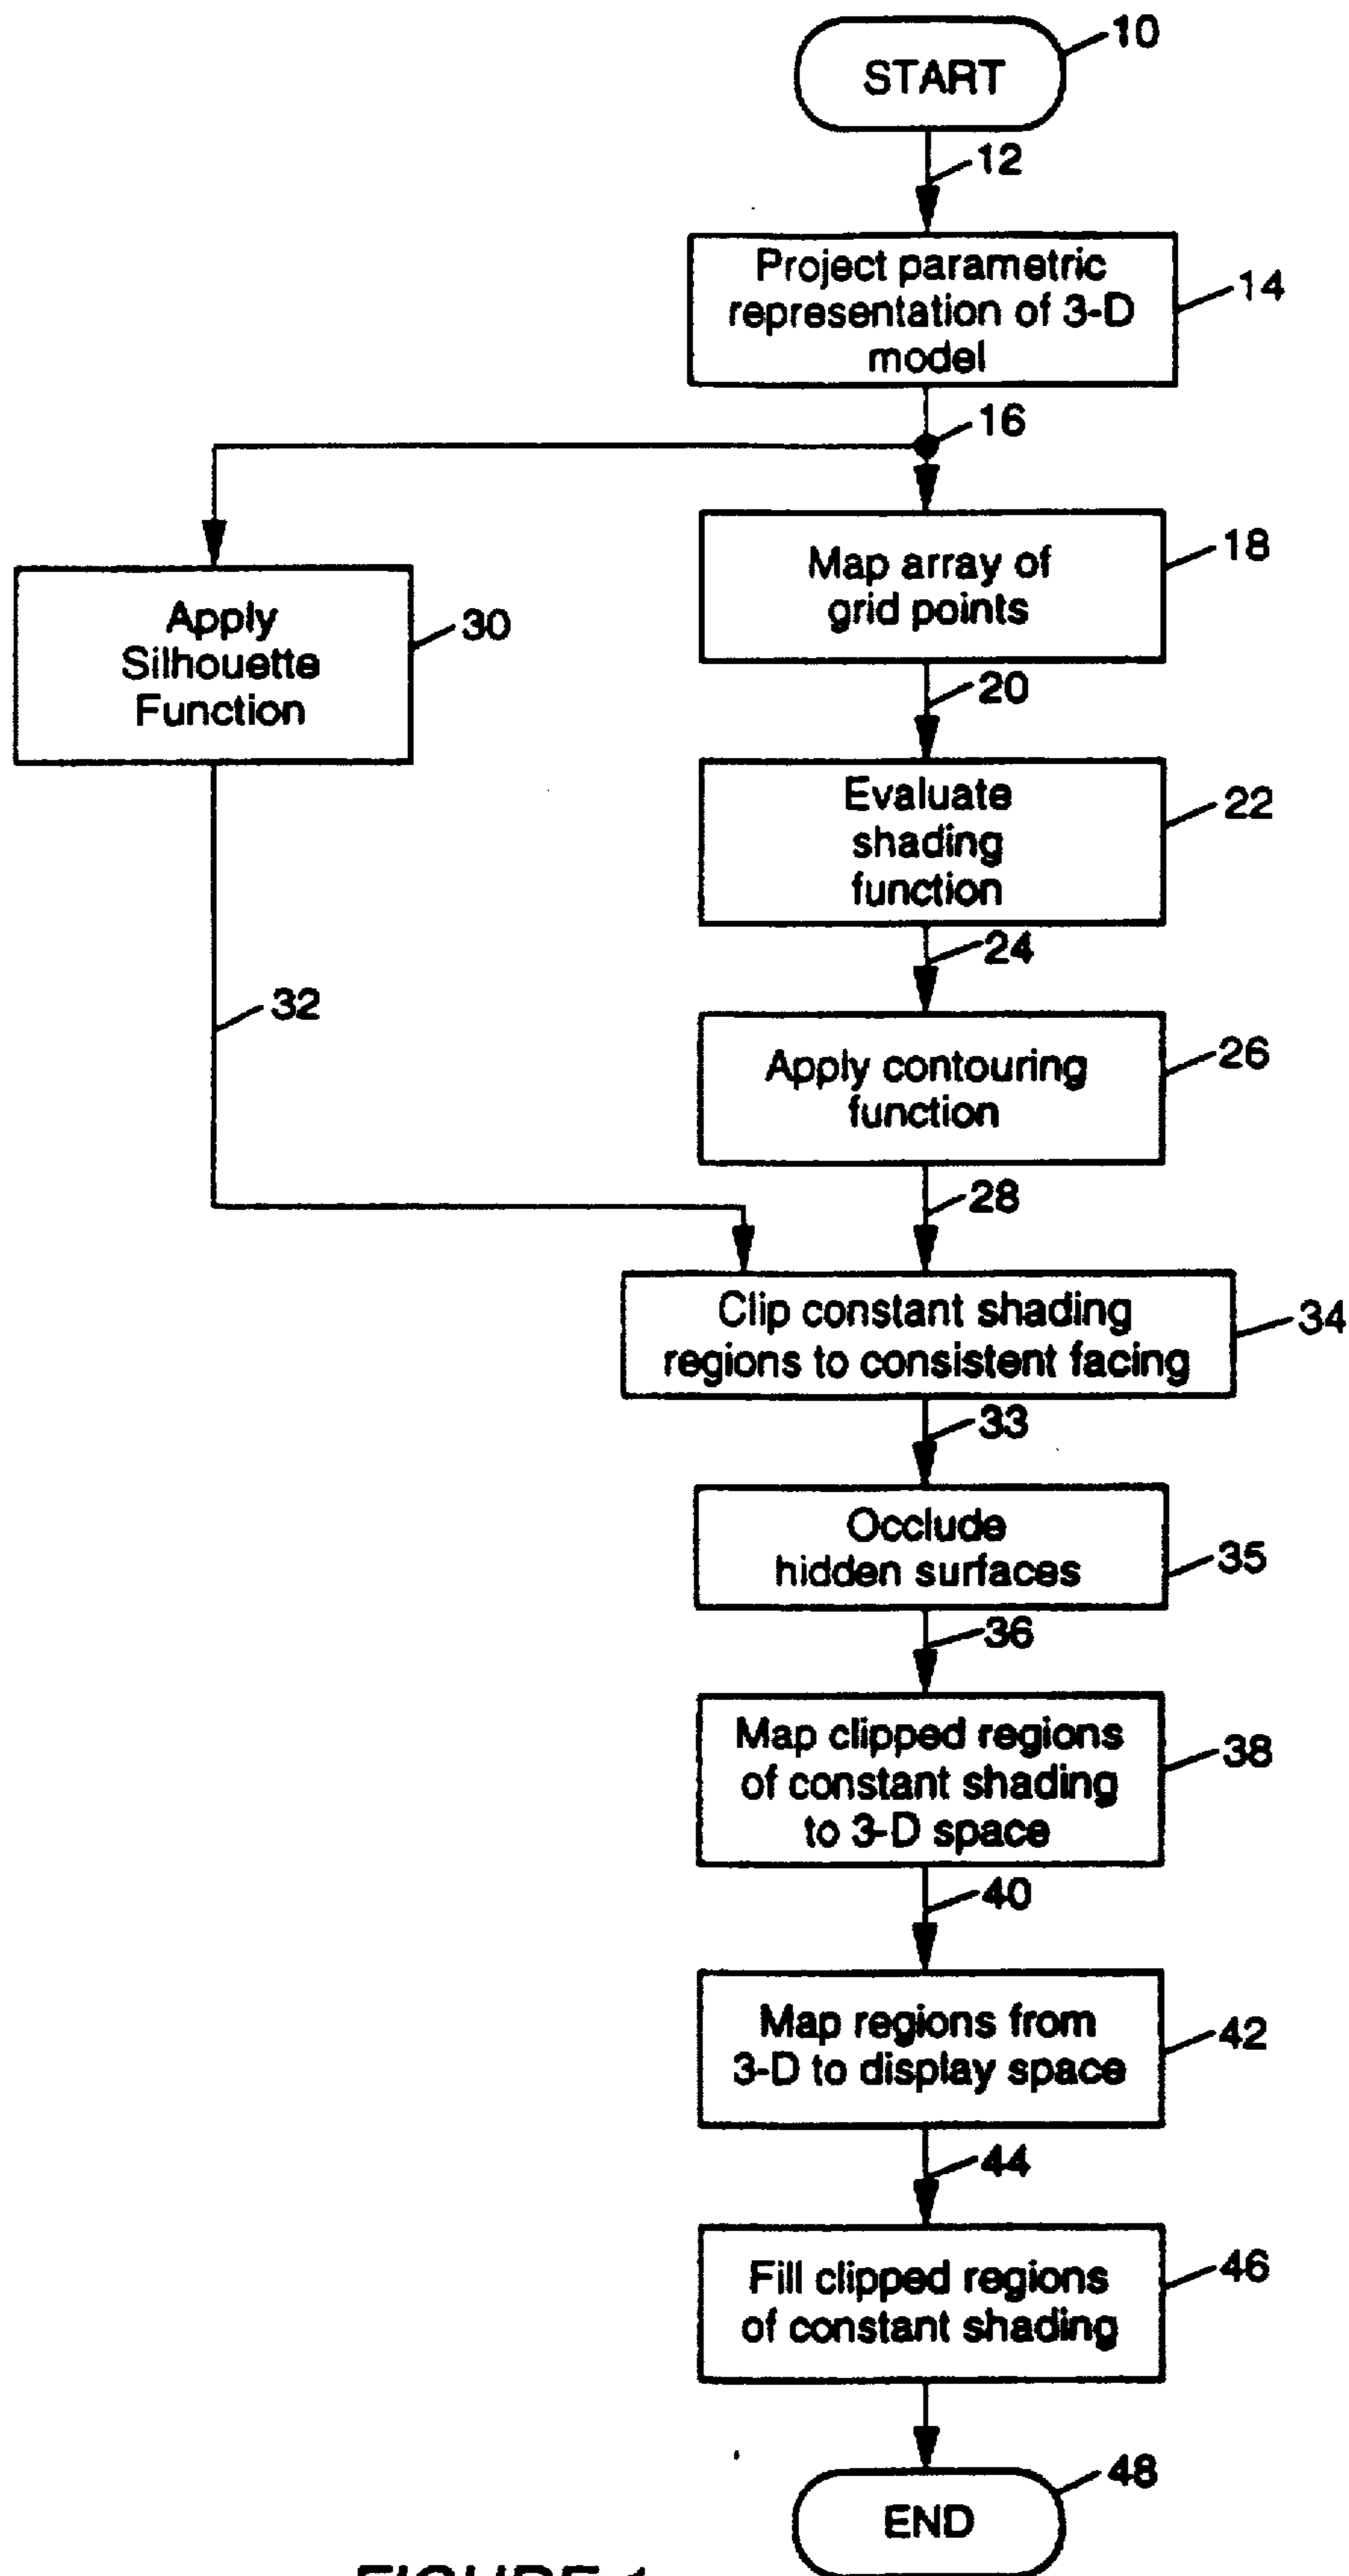 10
START
12
Project parametric
representation of 3-D
model
14
16
Map array of
grid points
18
Apply
Silhouette
Function
30
20
Evaluate
shading
function
22
24
32
Apply contouring
function
26
28
Clip constant shading
regions to consistent facing
34
33
Occlude
hidden surfaces
35
36
Map clipped regions
of constant shading
to 3-D space
38
40
Map regions from
3-D to display space
42
44
Fill clipped regions
of constant shading
46
48
END
FIGURE 1